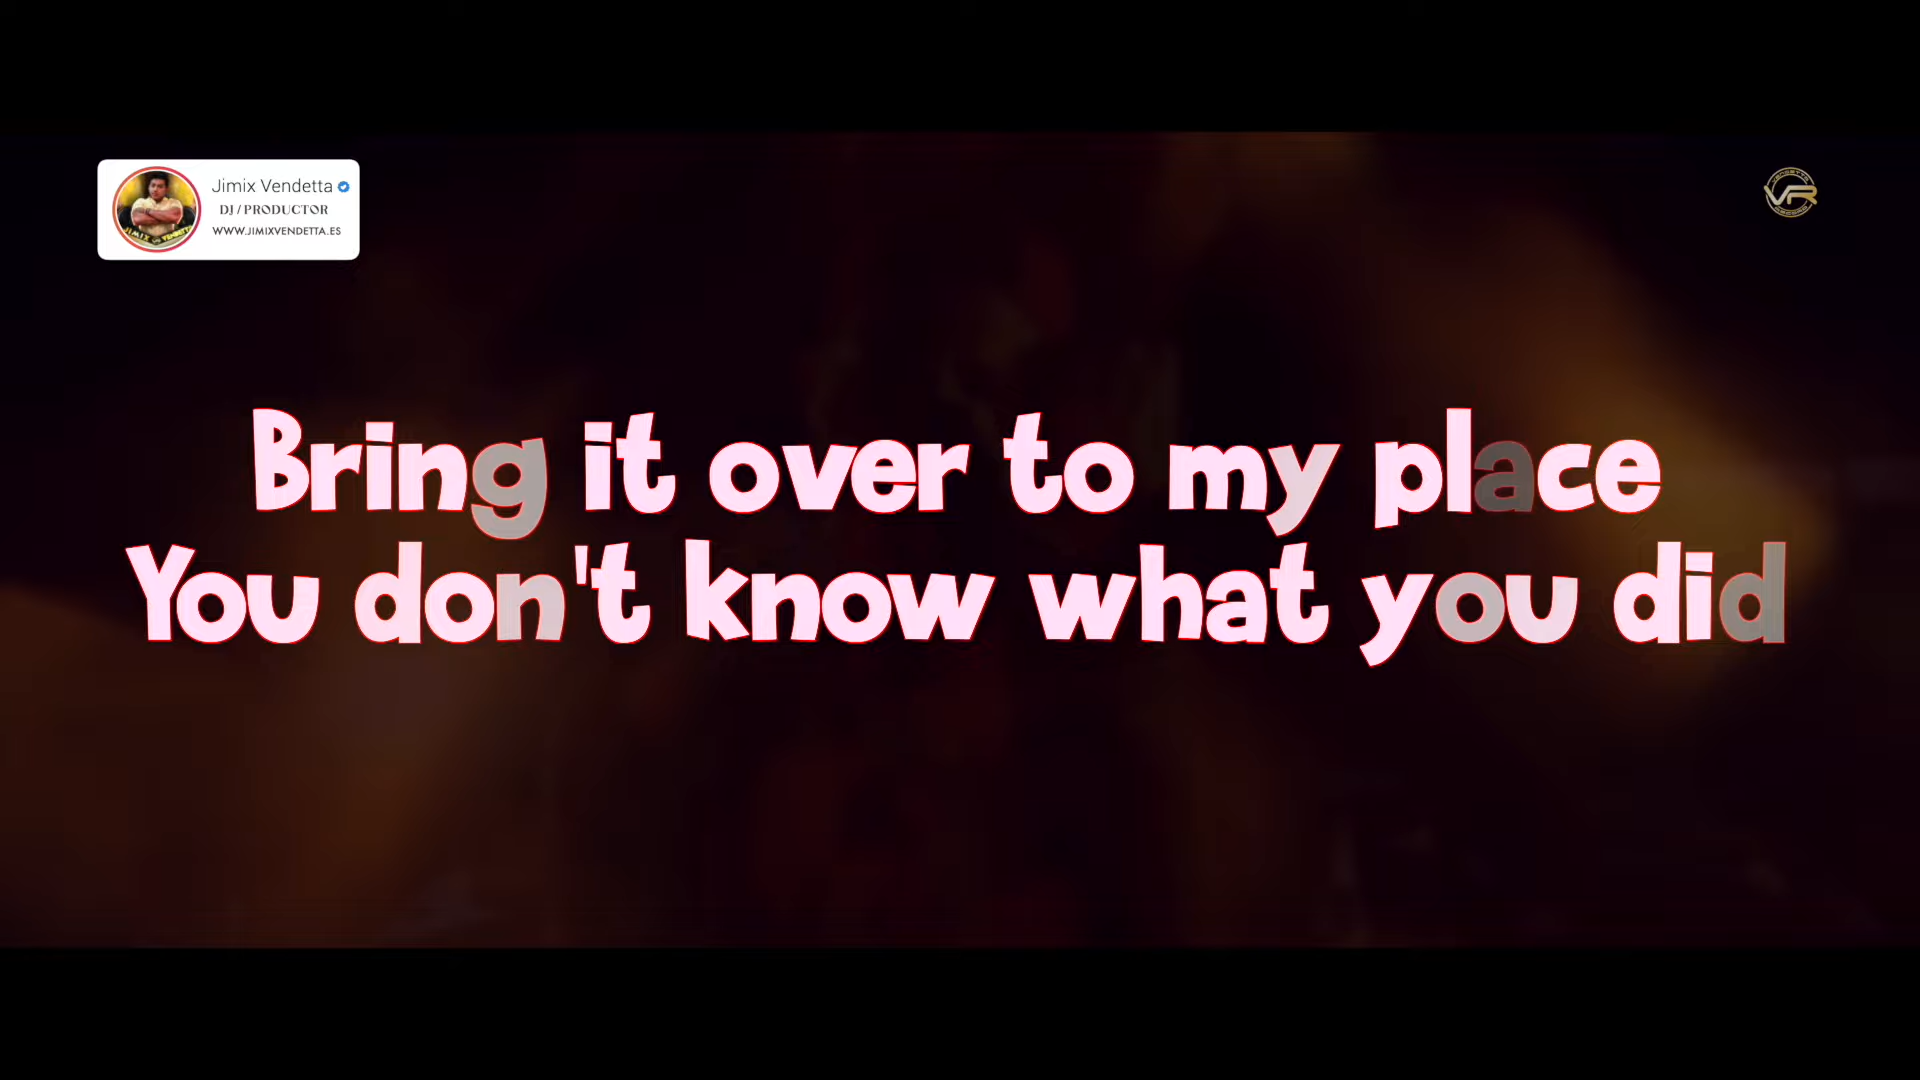 Jimix Vendetta
DJ / PRODUCTOR
WWW.JIMIXVENDETTA.ES
VR
Bring it over to my place
You don't know what you did